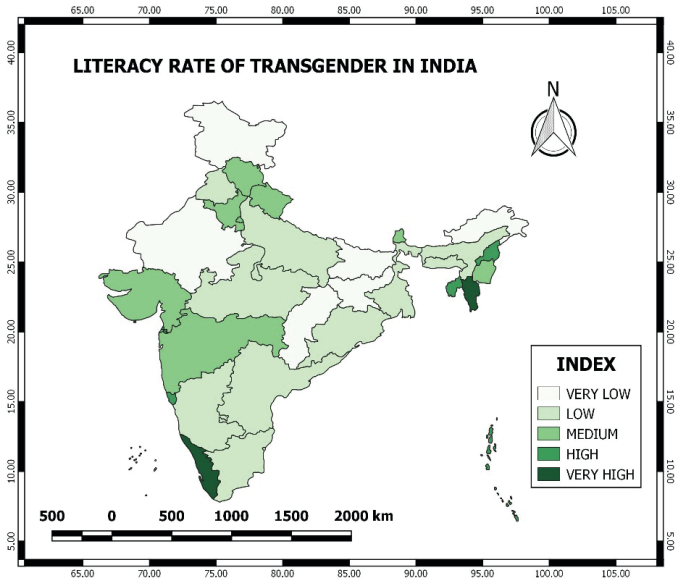 65.00 70.00 75.00 80.00 85.00 90.00 95.00 100.00 105.00
40.00 40.00
LITERACY RATE OF TRANSGENDER IN INDIA
N
35.00 35.00
30.00 30.00
25.00 25.00
20.00 20.00
INDEX
VERY LOW
15.00 LOW 15.00
MEDIUM
HIGH
10.00 VERY HIGH 10.00
500 0 500 1000 1500 2000 km
5.00 5.00
65.00 70.00 75.00 80.00 85.00 90.00 95.00 100.00 105.00